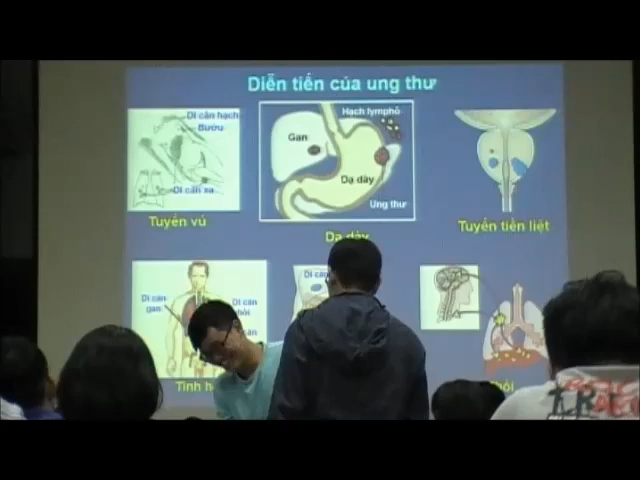 Diễn tiến của ung thư
Di căn hạch
Bướu
Di căn xa
Tuyến vú
Hạch lymphô
Gan
Dạ dày
Ung thư
Dạ dày
Tuyến tiền liệt
Di căn
gan
Di căn
Di căn
Tinh